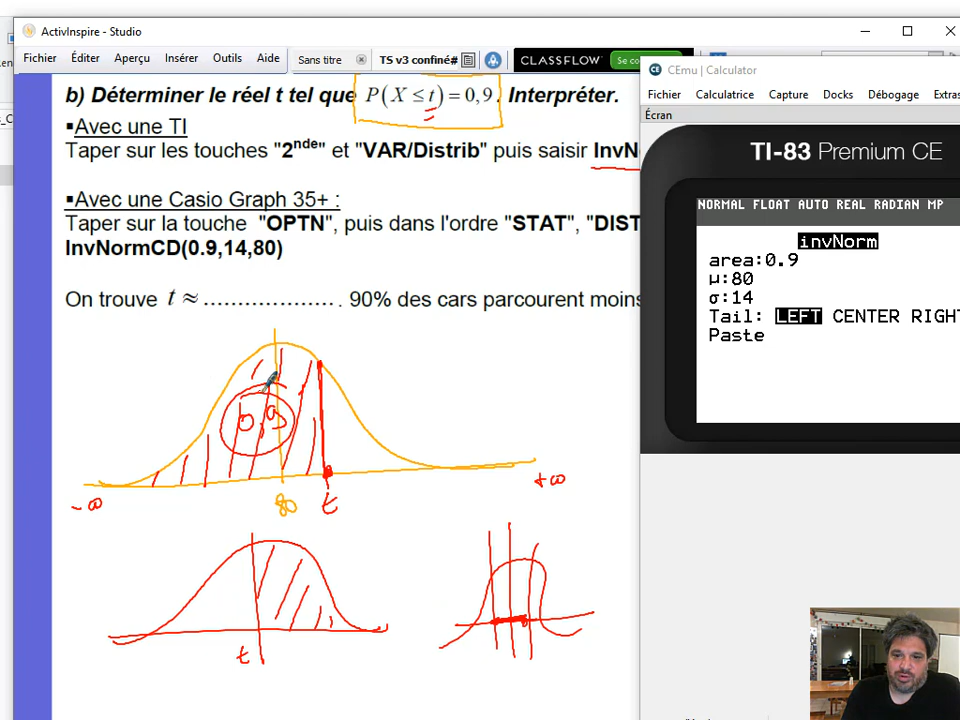 ActivInspire - Studio
Fichier Éditer Aperçu Insérer Outils Aide
Sans titre
TS v3 confiné#
CLASSFLOW
Se co
b) Déterminer le réel t tel que P(X ≤ t) = 0,9 . Interpréter.
▪Avec une TI
Taper sur les touches "2nde" et "VAR/Distrib" puis saisir InvN
▪Avec une Casio Graph 35+ :
Taper sur la touche "OPTN", puis dans l'ordre "STAT", "DIST
InvNormCD(0.9,14,80)
On trouve t ≈ ...................... . 90% des cars parcourent moins
0,9
-∞
80
t
+∞
t
CEmu | Calculator
Fichier Calculatrice Capture Docks Débogage Extras
Écran
TI-83 Premium CE
NORMAL FLOAT AUTO REAL RADIAN MP
invNorm
area:0.9
μ:80
σ:14
Tail: LEFT CENTER RIGHT
Paste